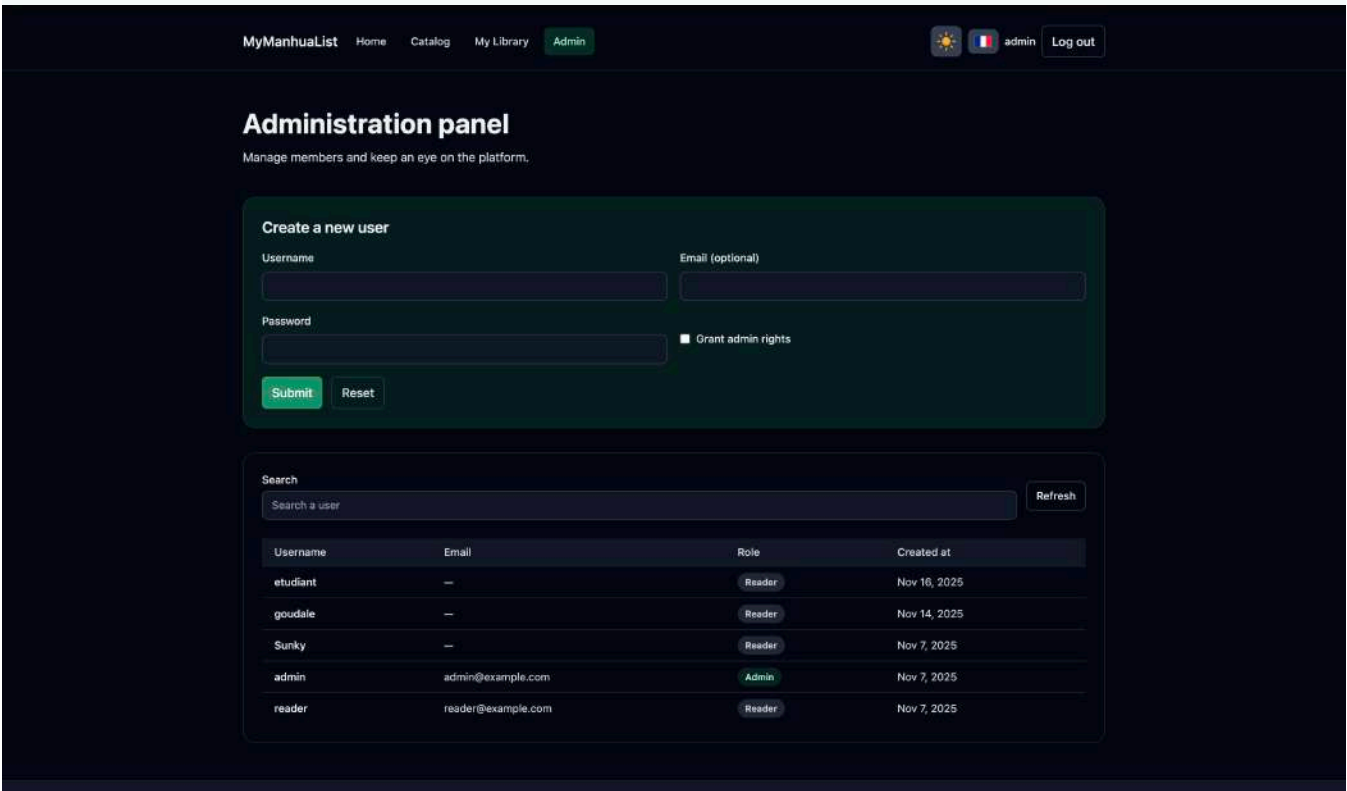 MyManhuaList Home Catalog My Library Admin admin Log out
Administration panel
Manage members and keep an eye on the platform.
Create a new user
Username Email (optional)
Password
Grant admin rights
Submit Reset
Search
Search a user Refresh
Username Email Role Created at
etudiant — Reader Nov 16, 2025
goudale — Reader Nov 14, 2025
Sunky — Reader Nov 7, 2025
admin admin@example.com Admin Nov 7, 2025
reader reader@example.com Reader Nov 7, 2025